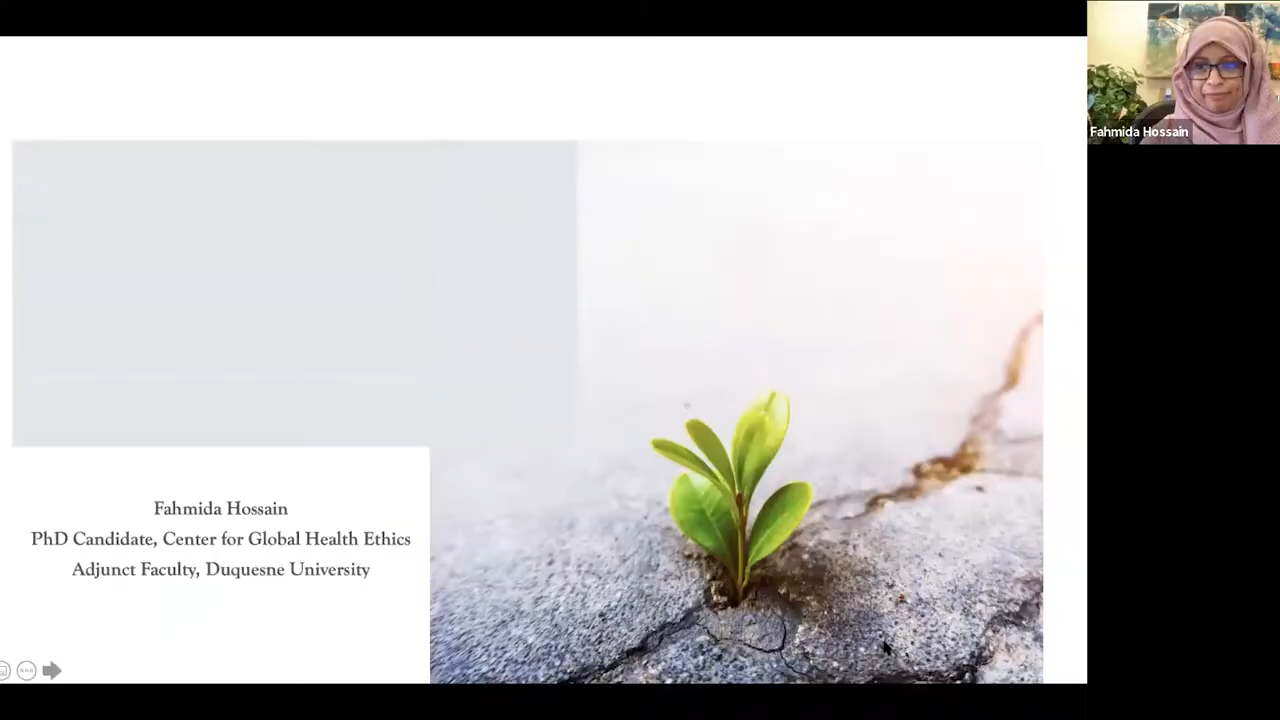 Fahmida Hossain
Fahmida Hossain
PhD Candidate, Center for Global Health Ethics
Adjunct Faculty, Duquesne University